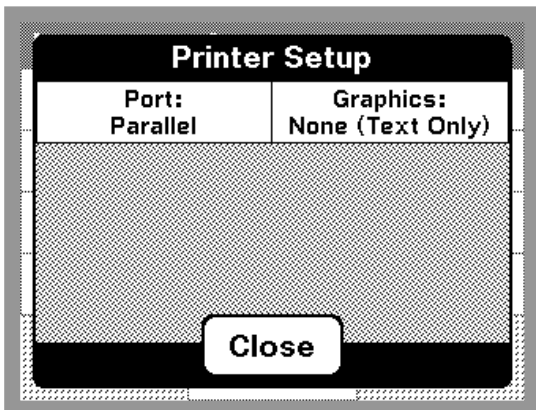 Printer Setup
Port:
Parallel
Graphics:
None (Text Only)
Close